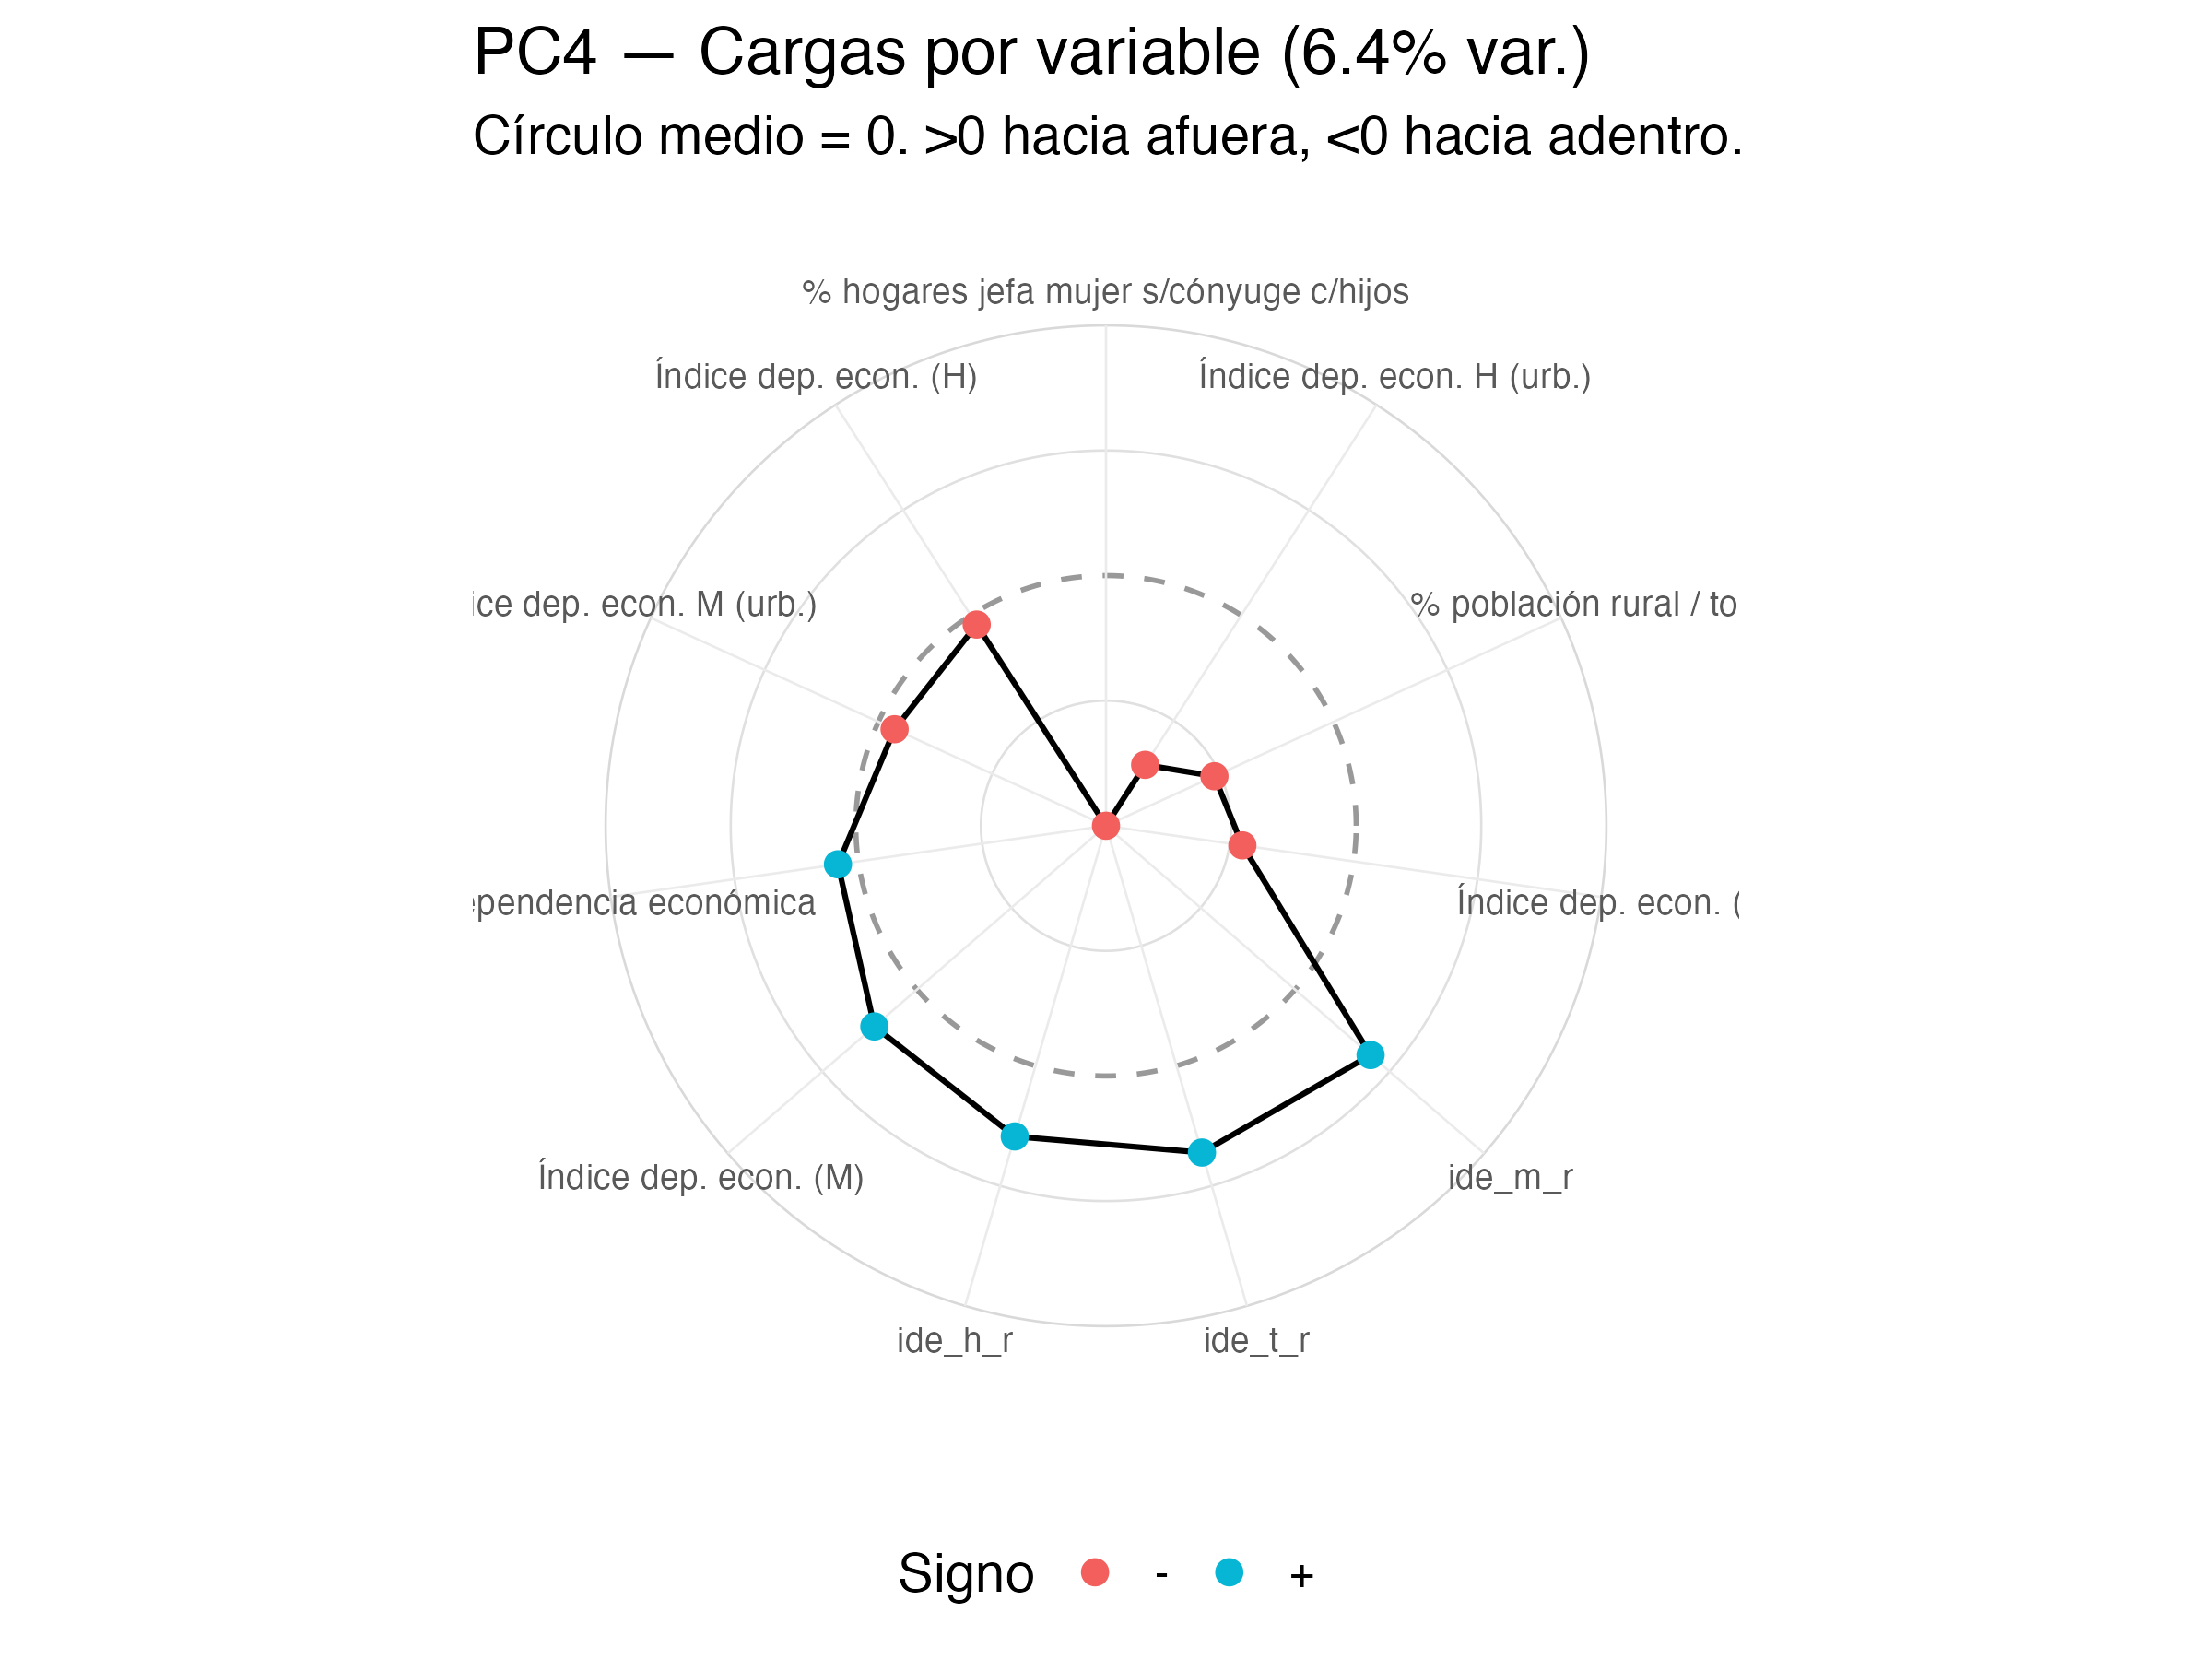 PC4 — Cargas por variable (6.4% var.)
Círculo medio = 0. >0 hacia afuera, <0 hacia adentro.
% hogares jefa mujer s/cónyuge c/hijos
Índice dep. econ. (H)
Índice dep. econ. H (urb.)
ice dep. econ. M (urb.)
% población rural / to
ependencia económica
Índice dep. econ. (
Índice dep. econ. (M)
ide_m_r
ide_h_r
ide_t_r
Signo - +